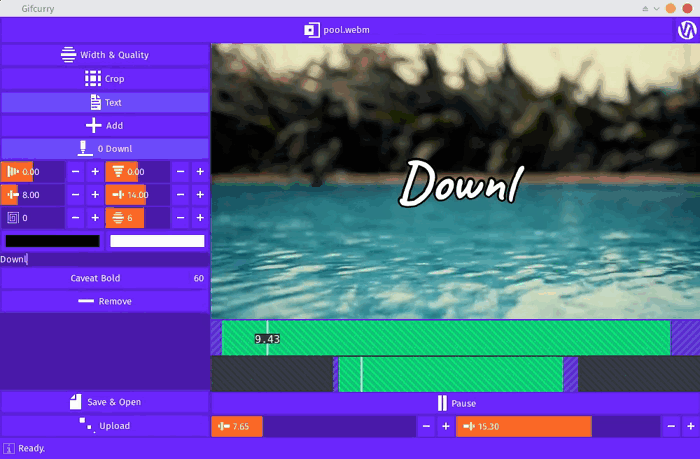 Gifcurry
pool.webm
Width & Quality
Crop
Text
Add
0 Downl
0.00 − + 0.00 − +
8.00 − + 14.00 − +
0 − + 6 − +
Downl
Caveat Bold 60
Remove
Downl
9.43
Save & Open
Upload
Pause
7.65 − + 15.30 − +
Ready.